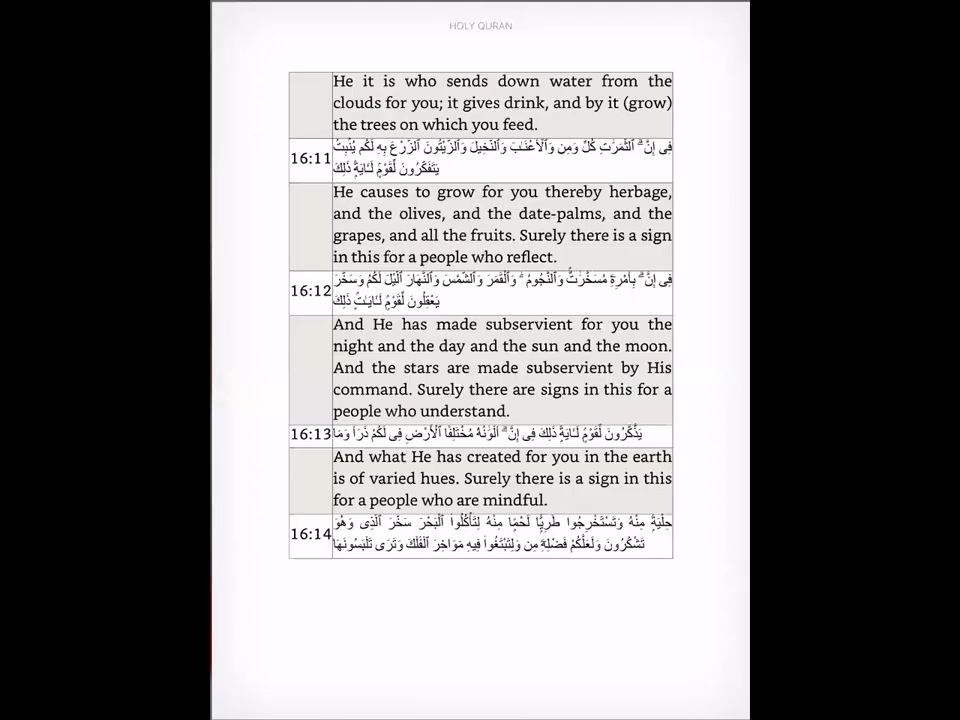 HOLY QURAN
He it is who sends down water from the
clouds for you; it gives drink, and by it (grow)
the trees on which you feed.
16:11
فِى إِنَّ ۗ ٱلثَّمَرَٰتِ كُلِّ وَمِن وَٱلْأَعْنَـٰبَ وَٱلنَّخِيلَ وَٱلزَّيْتُونَ ٱلزَّرْعَ بِهِ لَكُم يُنۢبِتُ
يَتَفَكَّرُونَ لِّقَوْمٍ لَـَٔايَةً ذَٰلِكَ
He causes to grow for you thereby herbage,
and the olives, and the date-palms, and the
grapes, and all the fruits. Surely there is a sign
in this for a people who reflect.
16:12
فِى إِنَّ ۗ بِأَمْرِهِ مُسَخَّرَٰتٌۢ وَٱلنُّجُومُ ۖ وَٱلْقَمَرَ وَٱلشَّمْسَ وَٱلنَّهَارَ ٱلَّيْلَ لَكُمُ وَسَخَّرَ
يَعْقِلُونَ لِّقَوْمٍ لَـَٔايَـٰتٍ ذَٰلِكَ
And He has made subservient for you the
night and the day and the sun and the moon.
And the stars are made subservient by His
command. Surely there are signs in this for a
people who understand.
16:13
يَذَّكَّرُونَ لِّقَوْمٍ لَـَٔايَةً ذَٰلِكَ فِى إِنَّ ۗ أَلْوَٰنُهُ مُخْتَلِفًا ٱلْأَرْضِ فِى لَكُمْ ذَرَأَ وَمَا
And what He has created for you in the earth
is of varied hues. Surely there is a sign in this
for a people who are mindful.
16:14
حِلْيَةً مِنْهُ وَتَسْتَخْرِجُوا۟ طَرِيًّا لَحْمًا مِنْهُ لِتَأْكُلُوا۟ ٱلْبَحْرَ سَخَّرَ ٱلَّذِى وَهُوَ
تَشْكُرُونَ وَلَعَلَّكُمْ فَضْلِهِ مِن وَلِتَبْتَغُوا۟ فِيهِ مَوَاخِرَ ٱلْفُلْكَ وَتَرَى تَلْبَسُونَهَا